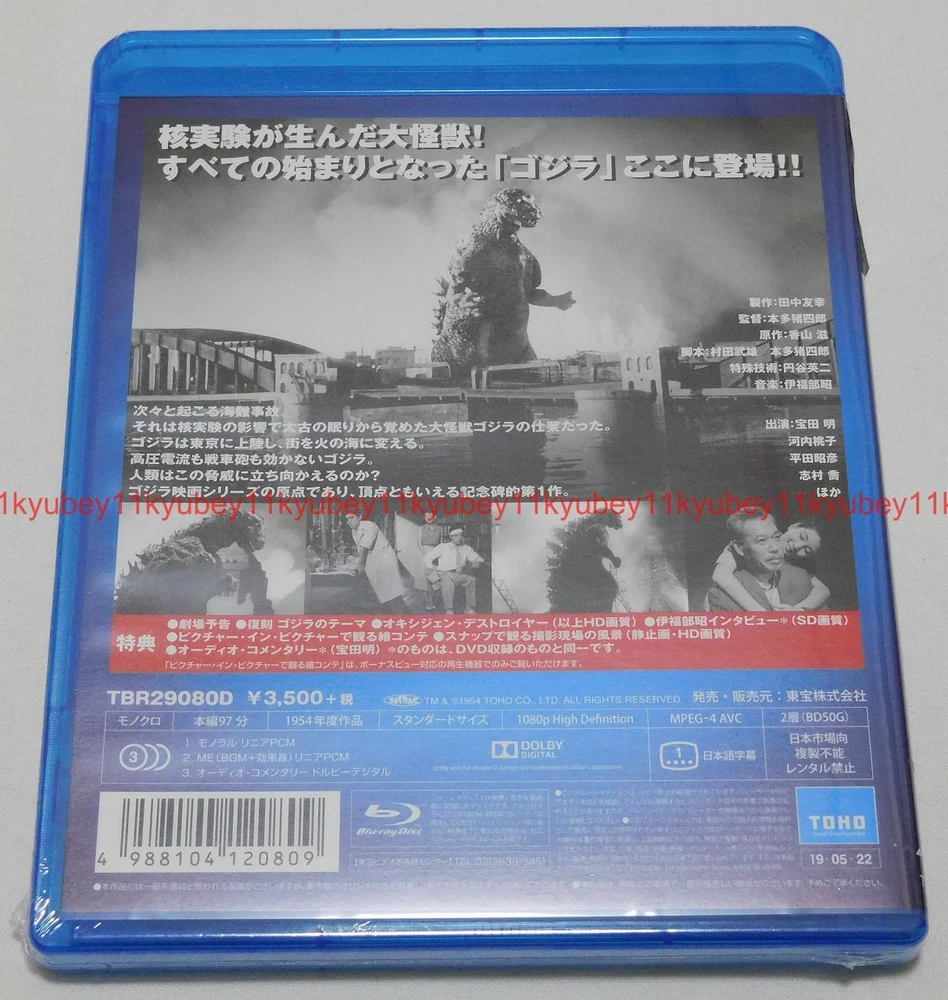 核実験が生んだ大怪獣!
すべての始まりとなった「ゴジラ」ここに登場!!
製作:田中友幸
監督:本多猪四郎
原作:香山 滋
脚本:村田武雄 本多猪四郎
特殊技術:円谷英二
音楽:伊福部昭
次々と起こる海難事故。
それは核実験の影響で太古の眠りから覚めた大怪獣ゴジラの仕業だった。
ゴジラは東京に上陸し、街を火の海に変える。
高圧電流も戦車砲も効かないゴジラ。
人類はこの脅威に立ち向かえるのか?
ゴジラ映画シリーズの原点であり、頂点ともいえる記念碑的第1作。
出演:宝田 明
河内桃子
平田昭彦
志村 喬
ほか
11kyubey11kyubey11kyubey11kyubey11kyubey11kyubey11k
特典
●劇場予告 ●復刻 ゴジラのテーマ ●オキシジェン・デストロイヤー(以上HD画質) ●伊福部昭インタビュー*(SD画質)
●ピクチャー・イン・ピクチャーで観る絵コンテ ●スナップで観る撮影現場の風景(静止画・HD画質)
●オーディオ・コメンタリー*(宝田明) *のものは、DVD収録のものと同一です。
「ピクチャー・イン・ピクチャーで観る絵コンテ」は、ボーナスビュー対応の再生機器でのみご覧いただけます。
TBR29080D ¥3,500+税 TM & ©1954 TOHO CO., LTD. ALL RIGHTS RESERVED. 発売・販売元:東宝株式会社
モノクロ 本編97分 1954年度作品 スタンダードサイズ 1080p High Definition MPEG-4 AVC 2層(BD50G)
3
1. モノラル リニアPCM
2. ME(BGM+効果音)リニアPCM
3. オーディオ・コメンタリー ドルビーデジタル
DOLBY
DIGITAL
Dolby and the double-D symbol are trademarks of Dolby Laboratories.
1 日本語字幕
日本市場向
複製不能
レンタル禁止
Blu-ray Disc
TOHO
19・05・22
4 988104 120809